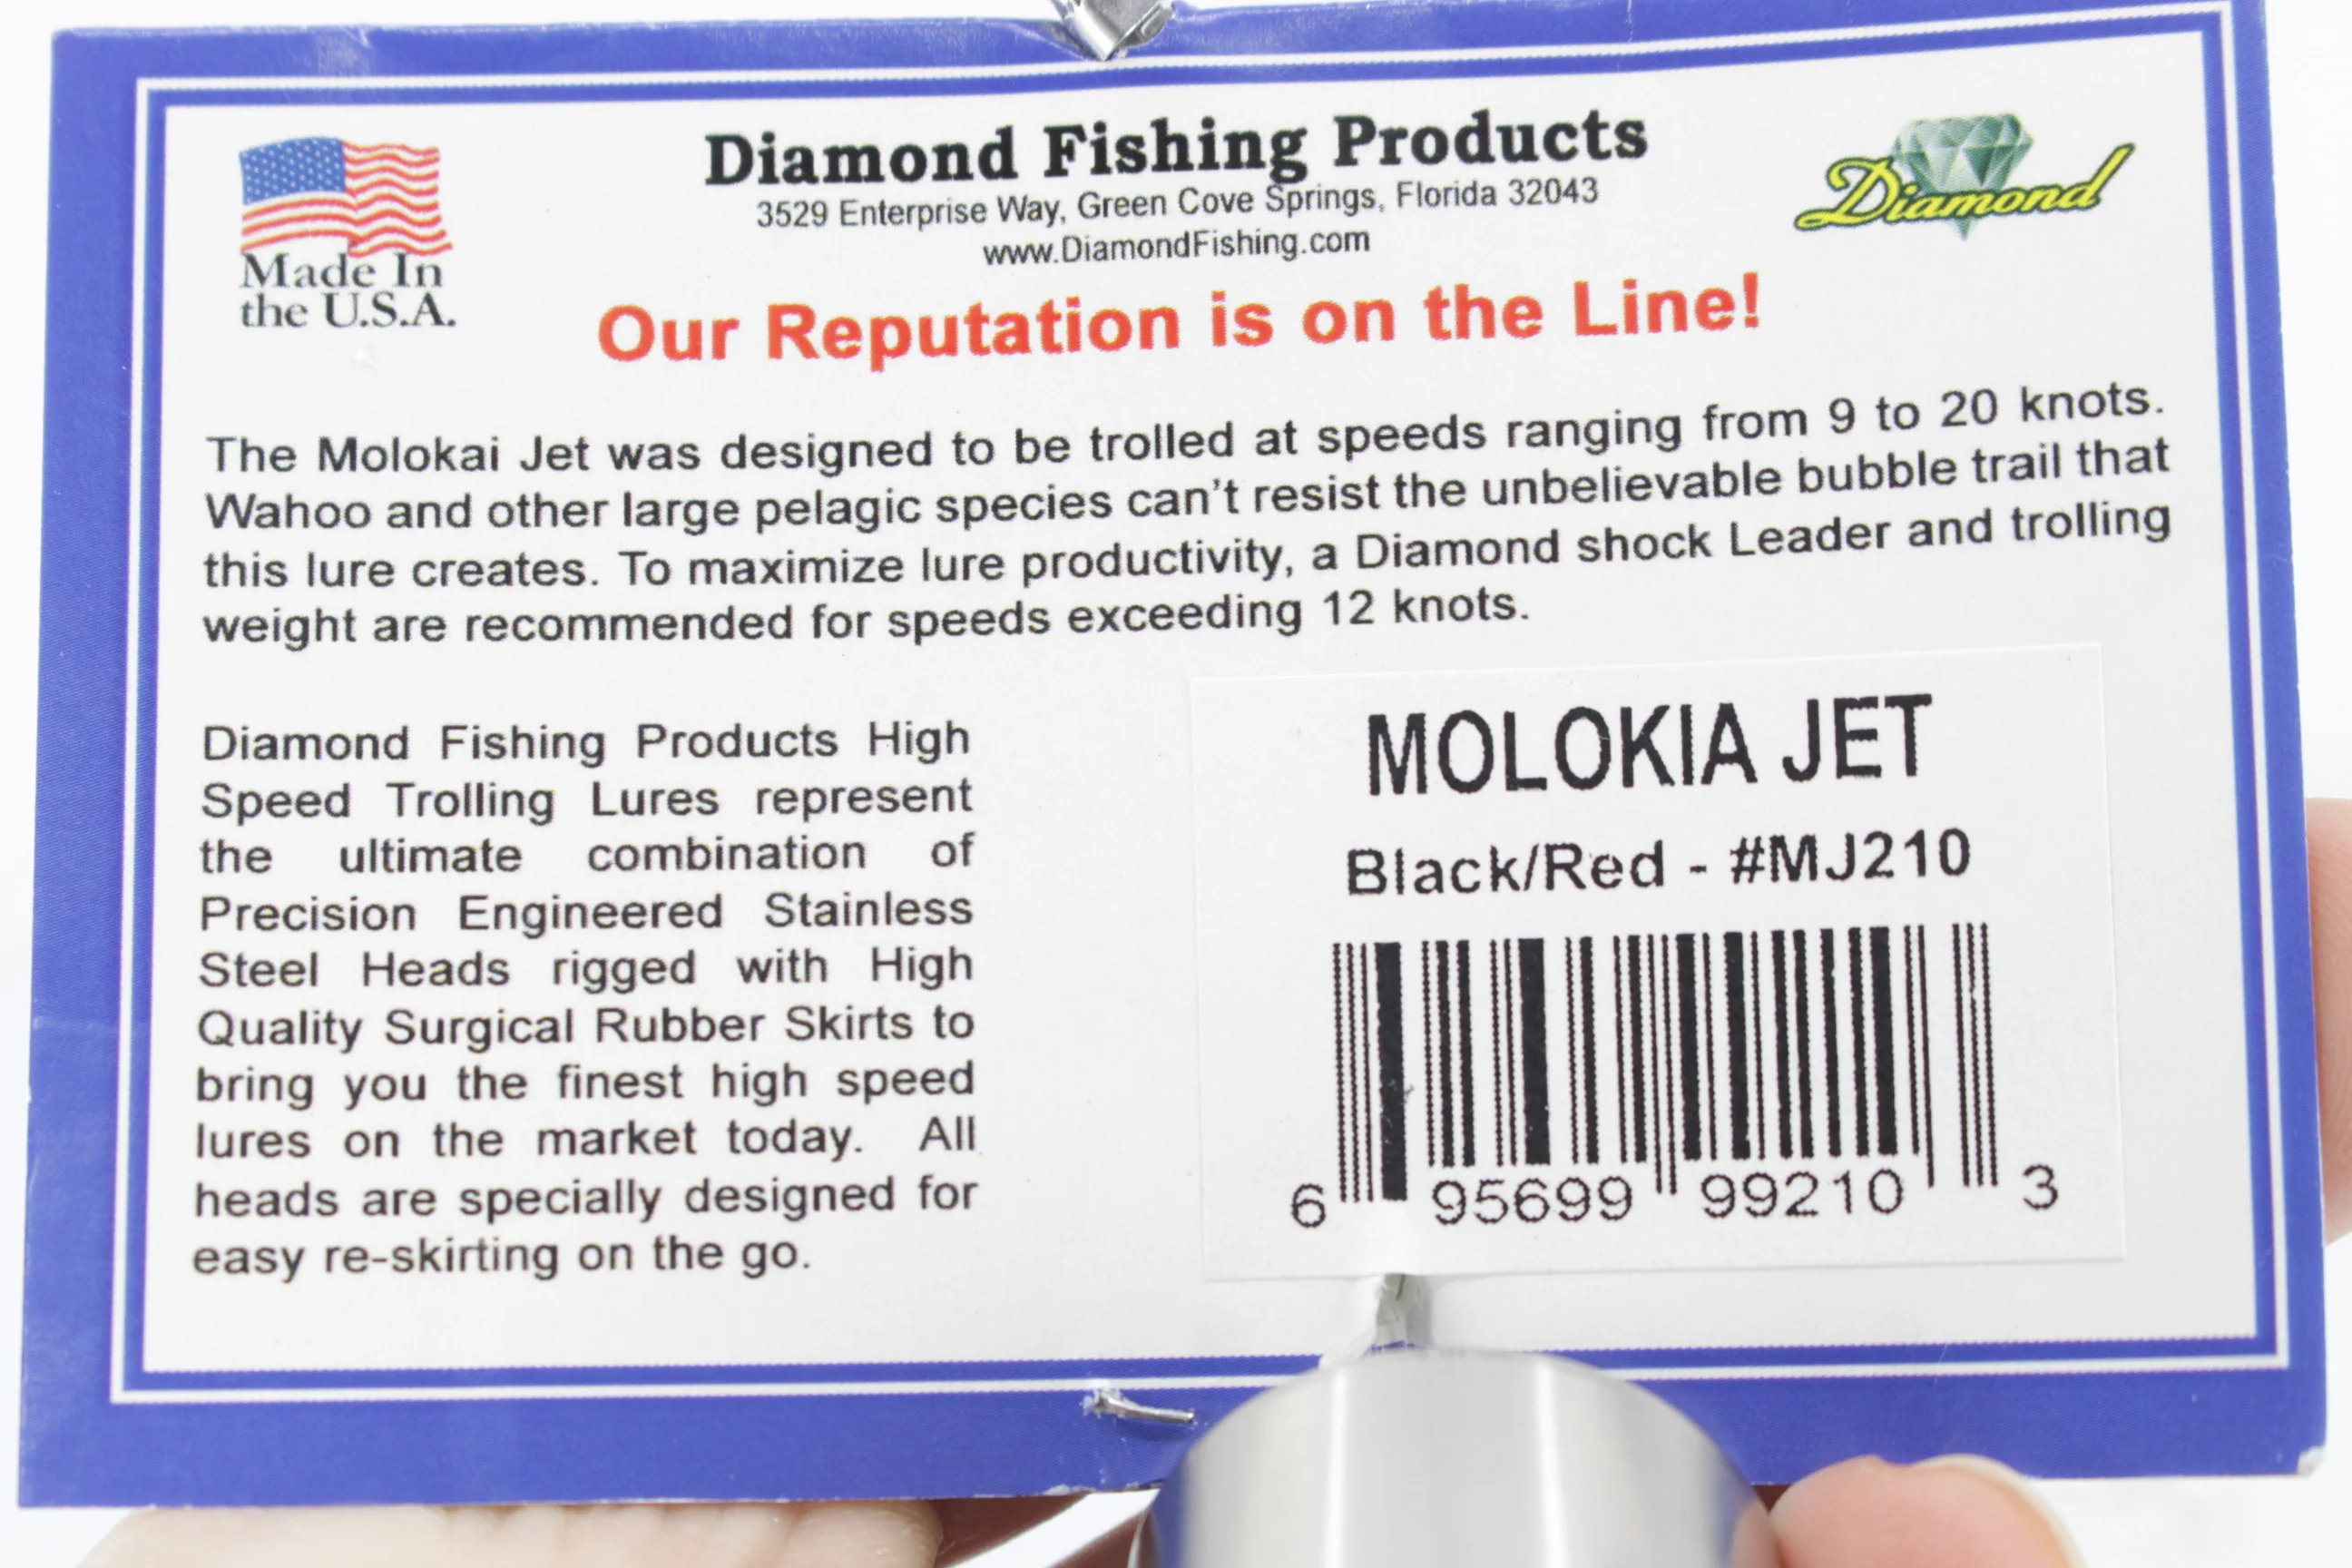 Made In
the U.S.A.
Diamond Fishing Products
3529 Enterprise Way, Green Cove Springs, Florida 32043
www.DiamondFishing.com
Diamond
Our Reputation is on the Line!
The Molokai Jet was designed to be trolled at speeds ranging from 9 to 20 knots.
Wahoo and other large pelagic species can't resist the unbelievable bubble trail that
this lure creates. To maximize lure productivity, a Diamond shock Leader and trolling
weight are recommended for speeds exceeding 12 knots.
Diamond Fishing Products High
Speed Trolling Lures represent
the ultimate combination of
Precision Engineered Stainless
Steel Heads rigged with High
Quality Surgical Rubber Skirts to
bring you the finest high speed
lures on the market today. All
heads are specially designed for
easy re-skirting on the go.
MOLOKIA JET
Black/Red - #MJ210
6 95699 99210 3